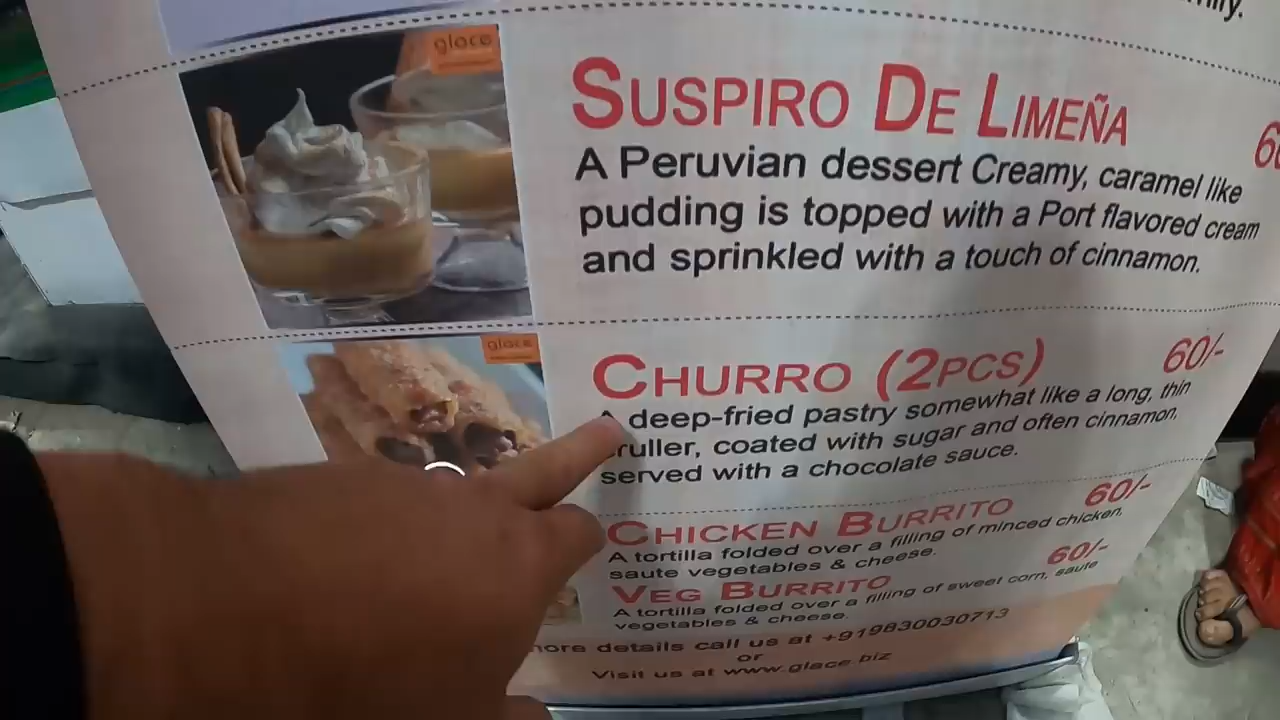 glace
SUSPIRO DE LIMEÑA
A Peruvian dessert Creamy, caramel like
pudding is topped with a Port flavored cream
and sprinkled with a touch of cinnamon.
glace
CHURRO (2PCS) 60/-
A deep-fried pastry somewhat like a long, thin
served with a chocolate sauce.
coated with sugar and often cinnamon,
CHICKEN BURRITO 60/-
A tortilla folded over a filling of minced chicken,
saute vegetables & cheese.
VEG BURRITO 60/-
A tortilla folded over a filling of sweet corn, saute
vegetables & cheese.
details call us at +919830030713
or
Visit us at www.glace.biz